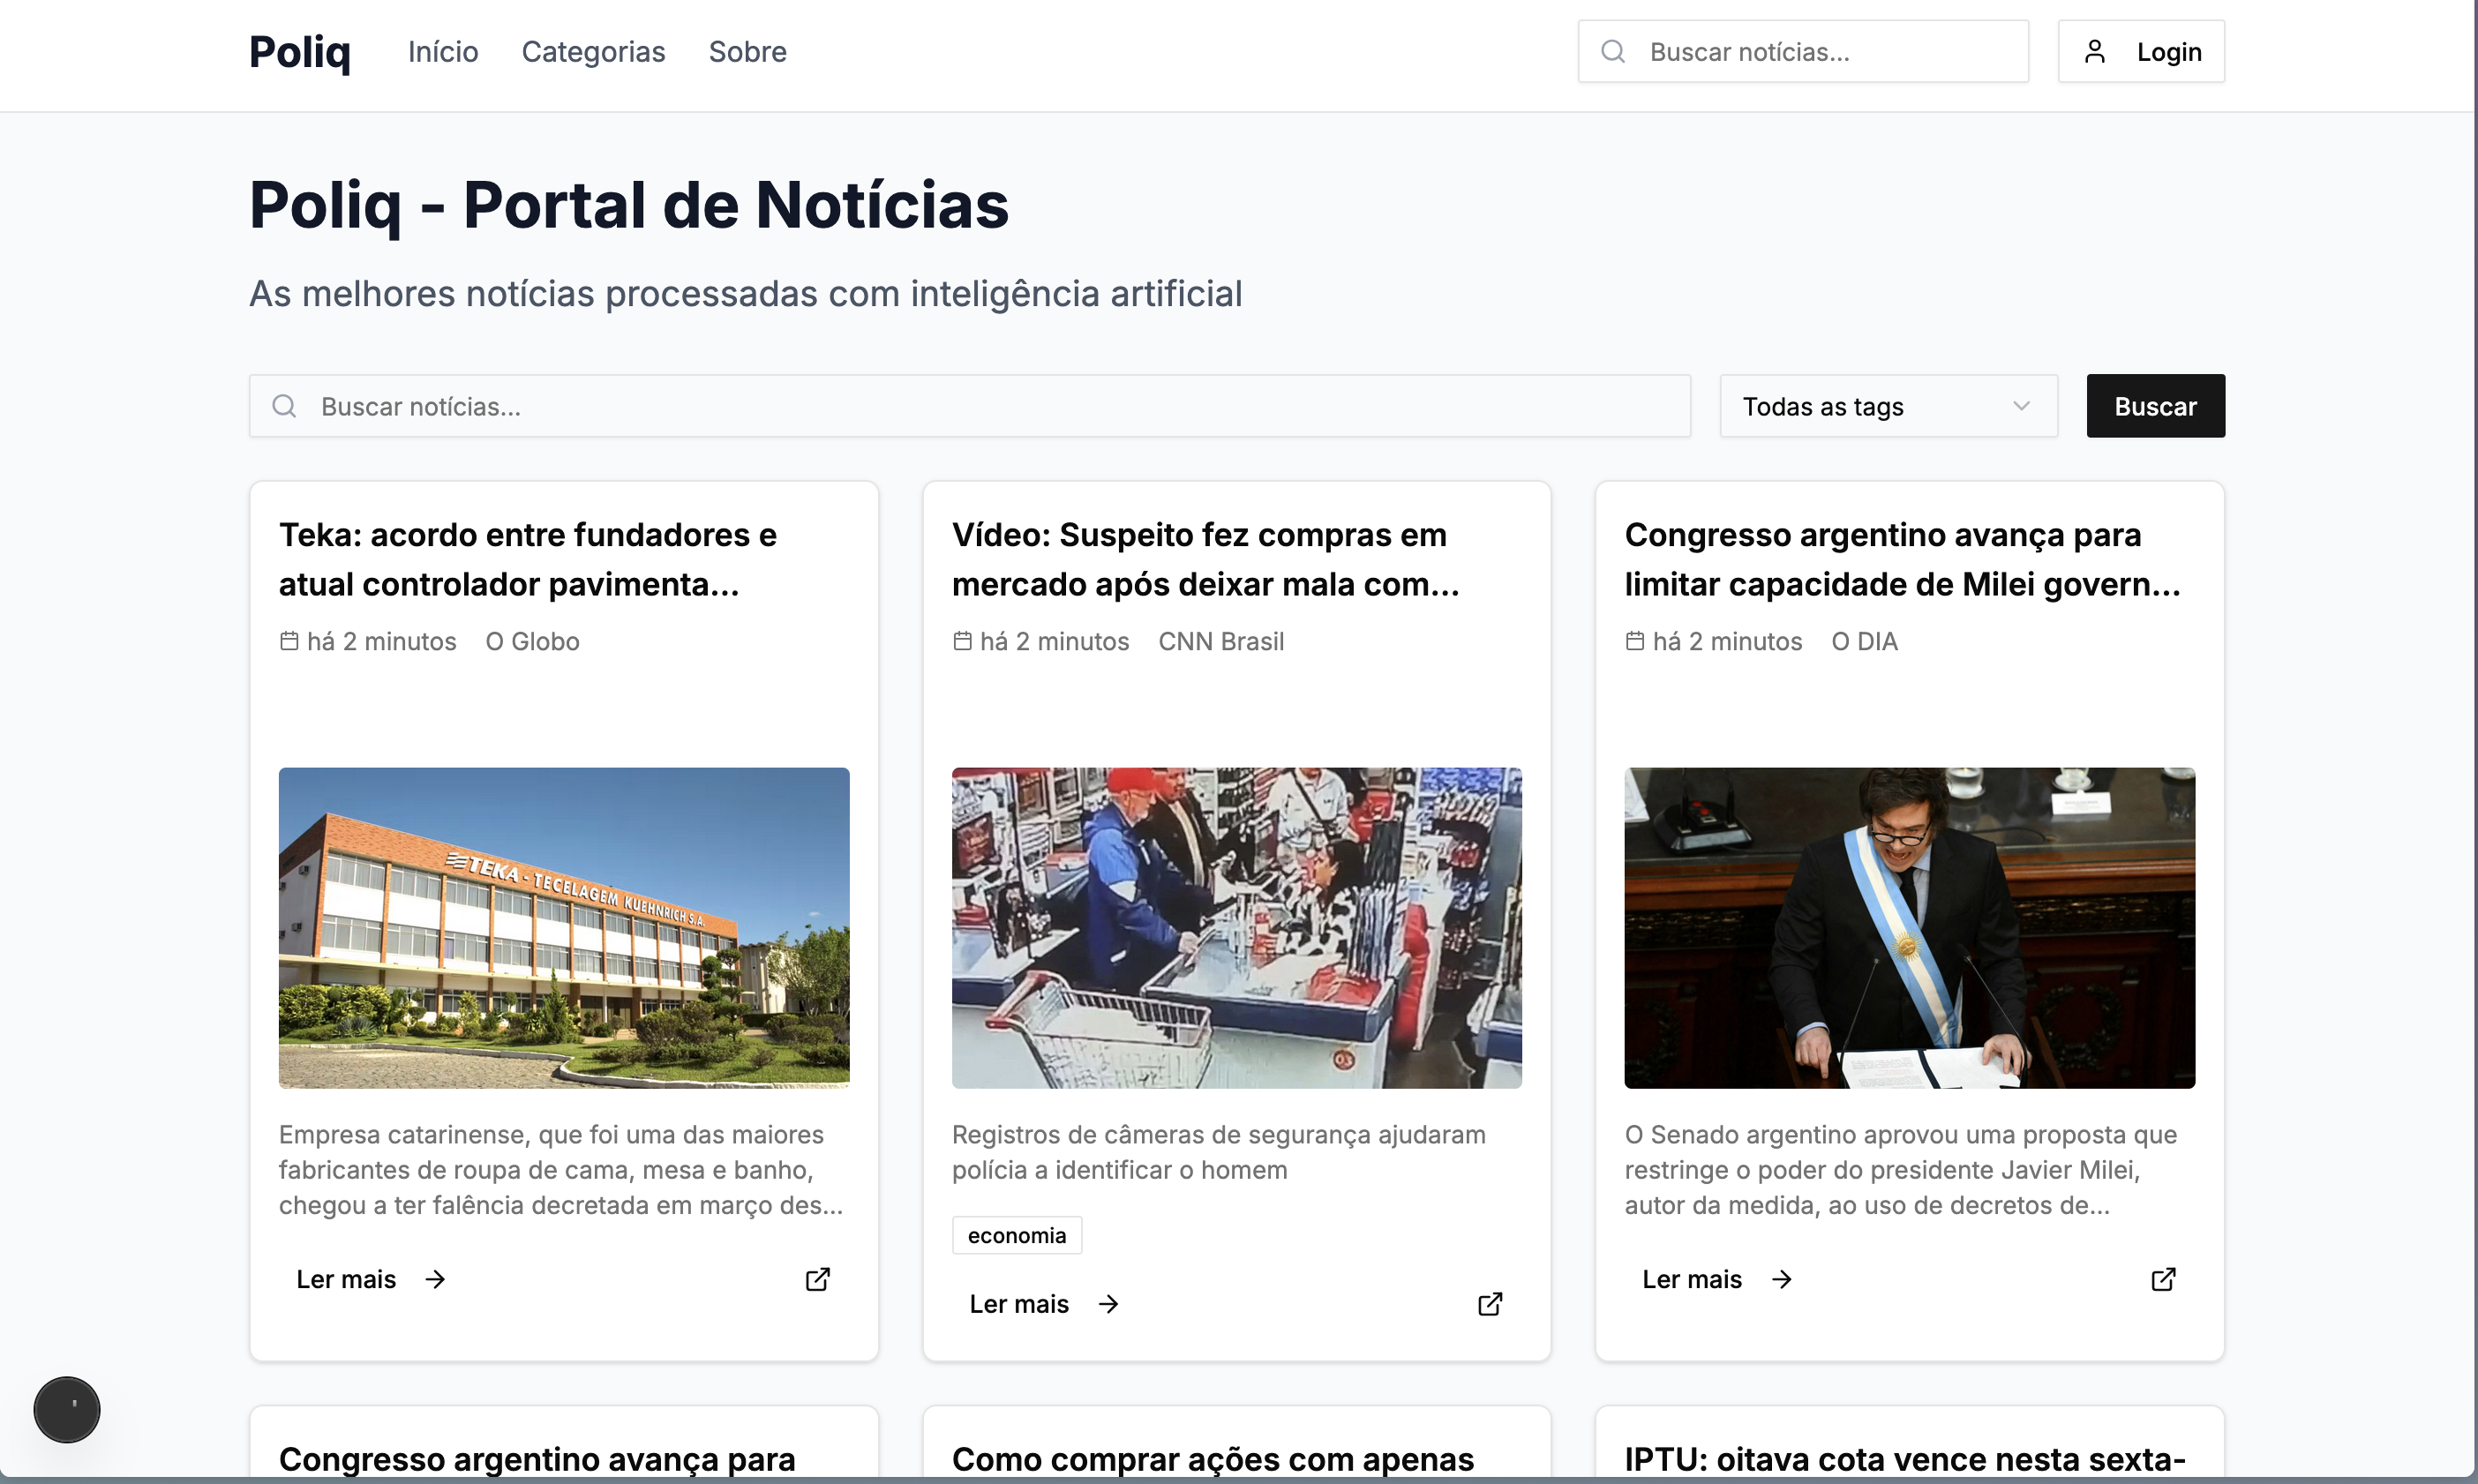 Poliq Início Categorias Sobre Buscar notícias... Login
Poliq - Portal de Notícias
As melhores notícias processadas com inteligência artificial
Buscar notícias...
Todas as tags
Buscar
Teka: acordo entre fundadores e
atual controlador pavimenta...
há 2 minutos O Globo
TEKA - TECELAGEM KUEHNRICH S.A.
Empresa catarinense, que foi uma das maiores
fabricantes de roupa de cama, mesa e banho,
chegou a ter falência decretada em março des...
Ler mais
Vídeo: Suspeito fez compras em
mercado após deixar mala com...
há 2 minutos CNN Brasil
03
Registros de câmeras de segurança ajudaram
polícia a identificar o homem
economia
Ler mais
Congresso argentino avança para
limitar capacidade de Milei govern...
há 2 minutos O DIA
O Senado argentino aprovou uma proposta que
restringe o poder do presidente Javier Milei,
autor da medida, ao uso de decretos de...
Ler mais
Congresso argentino avança para
Como comprar ações com apenas
IPTU: oitava cota vence nesta sexta-